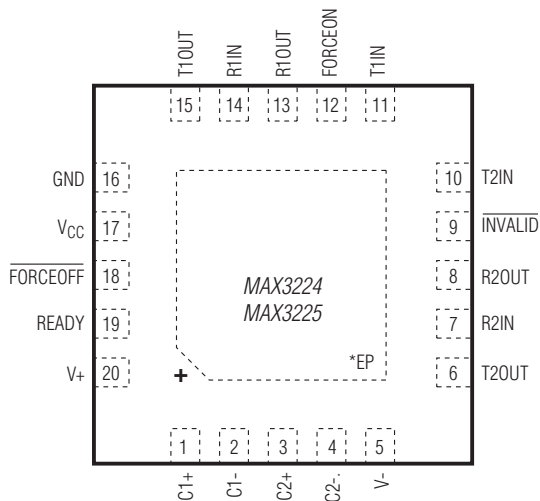 T1OUT
R1IN
R1OUT
FORCEON
T1IN
15
14
13
12
11
GND 16
VCC 17
FORCEOFF 18
READY 19
V+ 20
10 T2IN
9 INVALID
8 R2OUT
7 R2IN
6 T2OUT
MAX3224
MAX3225
*EP
+
1
2
3
4
5
C1+
C1-
C2+
C2-.
V-